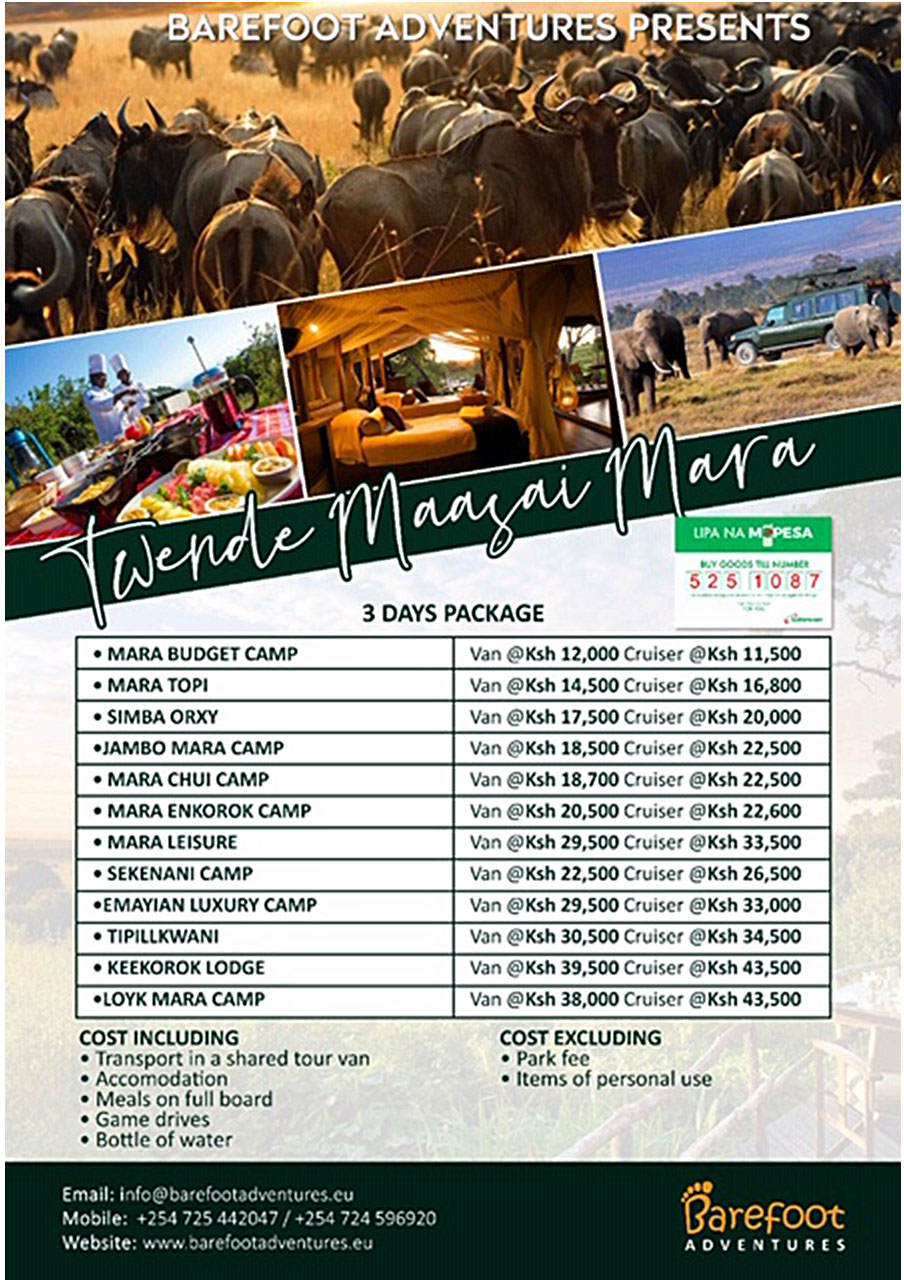 BAREFOOT ADVENTURES PRESENTS
Twende Maasai Mara
LIPA NA M-PESA
BUY GOODS TILL NUMBER
5251087
3 DAYS PACKAGE
• MARA BUDGET CAMP Van @Ksh 12,000 Cruiser @Ksh 11,500
• MARA TOPI Van @Ksh 14,500 Cruiser @Ksh 16,800
• SIMBA ORXY Van @Ksh 17,500 Cruiser @Ksh 20,000
•JAMBO MARA CAMP Van @Ksh 18,500 Cruiser @Ksh 22,500
• MARA CHUI CAMP Van @Ksh 18,700 Cruiser @Ksh 22,500
• MARA ENKOROK CAMP Van @Ksh 20,500 Cruiser @Ksh 22,600
• MARA LEISURE Van @Ksh 29,500 Cruiser @Ksh 33,500
• SEKENANI CAMP Van @Ksh 22,500 Cruiser @Ksh 26,500
•EMAYIAN LUXURY CAMP Van @Ksh 29,500 Cruiser @Ksh 33,000
• TIPILLKWANI Van @Ksh 30,500 Cruiser @Ksh 34,500
• KEEKOROK LODGE Van @Ksh 39,500 Cruiser @Ksh 43,500
•LOYK MARA CAMP Van @Ksh 38,000 Cruiser @Ksh 43,500
COST INCLUDING
• Transport in a shared tour van
• Accomodation
• Meals on full board
• Game drives
• Bottle of water
COST EXCLUDING
• Park fee
• Items of personal use
Email: info@barefootadventures.eu
Mobile: +254 725 442047 / +254 724 596920
Website: www.barefootadventures.eu
Barefoot
ADVENTURES